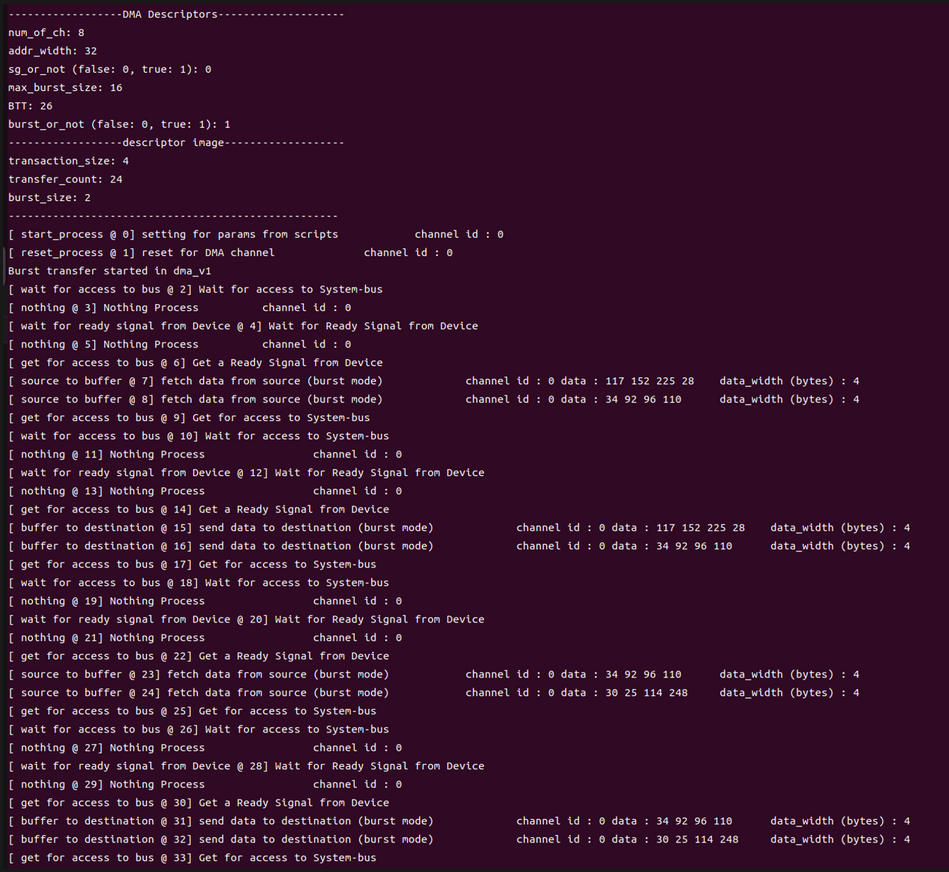 ------------------DMA Descriptors--------------------
num_of_ch: 8
addr_width: 32
sg_or_not (false: 0, true: 1): 0
max_burst_size: 16
BTT: 26
burst_or_not (false: 0, true: 1): 1
------------------descriptor image-------------------
transaction_size: 4
transfer_count: 24
burst_size: 2
----------------------------------------------------
[ start_process @ 0] setting for params from scripts channel id : 0
[ reset_process @ 1] reset for DMA channel channel id : 0
Burst transfer started in dma_v1
[ wait for access to bus @ 2] Wait for access to System-bus
[ nothing @ 3] Nothing Process channel id : 0
[ wait for ready signal from Device @ 4] Wait for Ready Signal from Device
[ nothing @ 5] Nothing Process channel id : 0
[ get for access to bus @ 6] Get a Ready Signal from Device
[ source to buffer @ 7] fetch data from source (burst mode) channel id : 0 data : 117 152 225 28 data_width (bytes) : 4
[ source to buffer @ 8] fetch data from source (burst mode) channel id : 0 data : 34 92 96 110 data_width (bytes) : 4
[ get for access to bus @ 9] Get for access to System-bus
[ wait for access to bus @ 10] Wait for access to System-bus
[ nothing @ 11] Nothing Process channel id : 0
[ wait for ready signal from Device @ 12] Wait for Ready Signal from Device
[ nothing @ 13] Nothing Process channel id : 0
[ get for access to bus @ 14] Get a Ready Signal from Device
[ buffer to destination @ 15] send data to destination (burst mode) channel id : 0 data : 117 152 225 28 data_width (bytes) : 4
[ buffer to destination @ 16] send data to destination (burst mode) channel id : 0 data : 34 92 96 110 data_width (bytes) : 4
[ get for access to bus @ 17] Get for access to System-bus
[ wait for access to bus @ 18] Wait for access to System-bus
[ nothing @ 19] Nothing Process channel id : 0
[ wait for ready signal from Device @ 20] Wait for Ready Signal from Device
[ nothing @ 21] Nothing Process channel id : 0
[ get for access to bus @ 22] Get a Ready Signal from Device
[ source to buffer @ 23] fetch data from source (burst mode) channel id : 0 data : 34 92 96 110 data_width (bytes) : 4
[ source to buffer @ 24] fetch data from source (burst mode) channel id : 0 data : 30 25 114 248 data_width (bytes) : 4
[ get for access to bus @ 25] Get for access to System-bus
[ wait for access to bus @ 26] Wait for access to System-bus
[ nothing @ 27] Nothing Process channel id : 0
[ wait for ready signal from Device @ 28] Wait for Ready Signal from Device
[ nothing @ 29] Nothing Process channel id : 0
[ get for access to bus @ 30] Get a Ready Signal from Device
[ buffer to destination @ 31] send data to destination (burst mode) channel id : 0 data : 34 92 96 110 data_width (bytes) : 4
[ buffer to destination @ 32] send data to destination (burst mode) channel id : 0 data : 30 25 114 248 data_width (bytes) : 4
[ get for access to bus @ 33] Get for access to System-bus